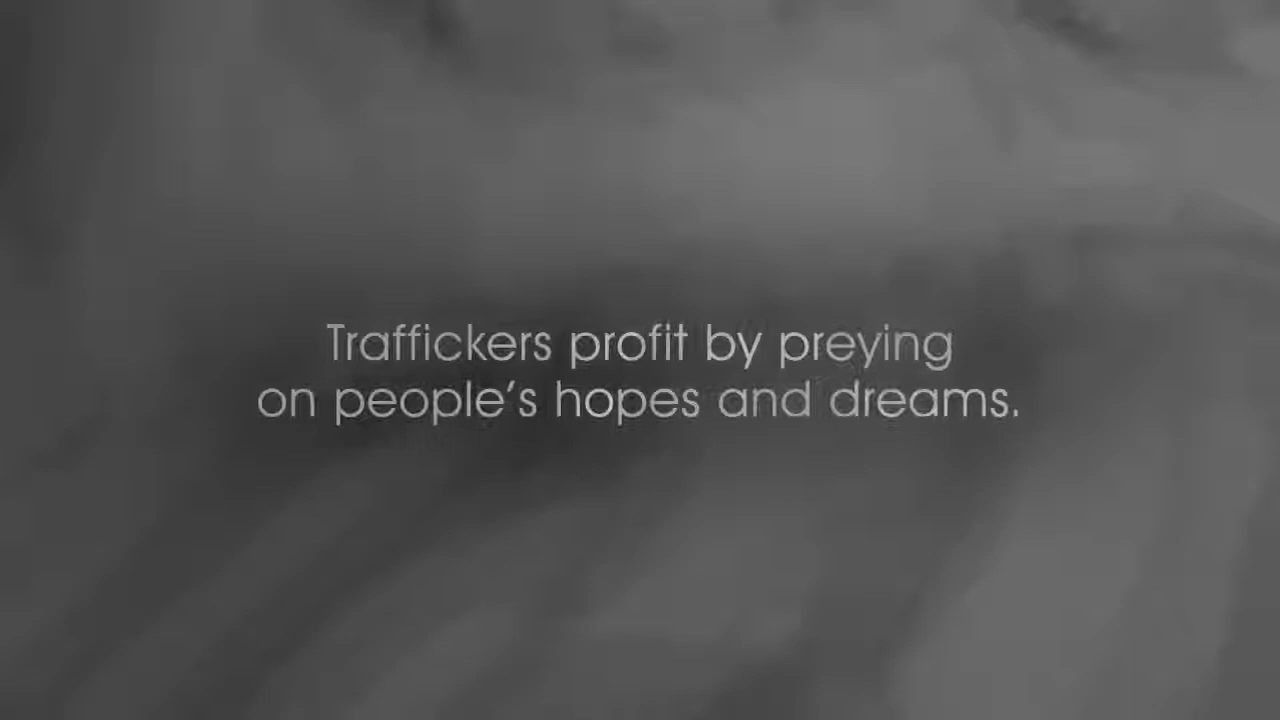 Traffickers profit by preying
on people’s hopes and dreams.